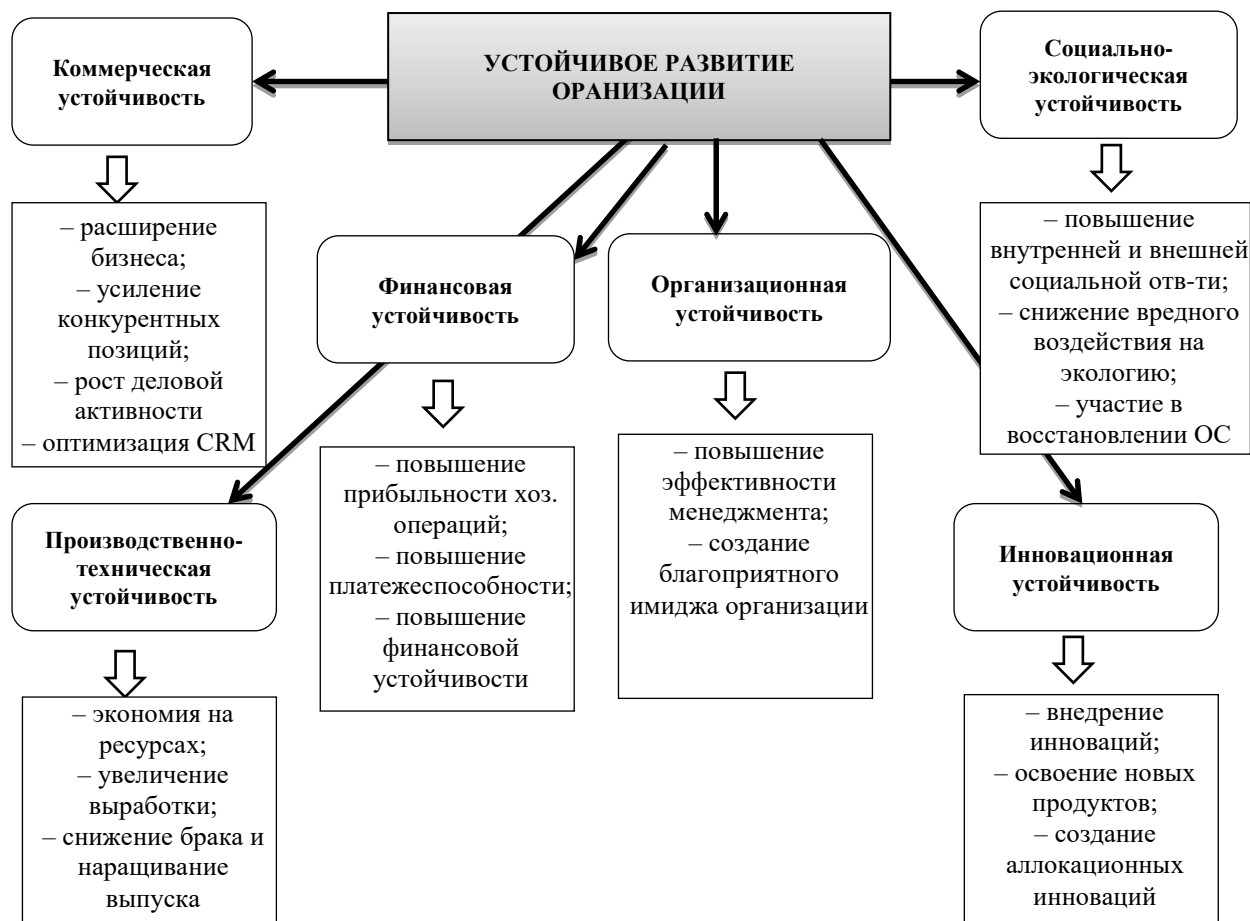 УСТОЙЧИВОЕ РАЗВИТИЕ
ОРАНИЗАЦИИ
Коммерческая
устойчивость
– расширение
бизнеса;
– усиление
конкурентных
позиций;
– рост деловой
активности
– оптимизация CRM
Производственно-
техническая
устойчивость
– экономия на
ресурсах;
– увеличение
выработки;
– снижение брака и
наращивание
выпуска
Финансовая
устойчивость
– повышение
прибыльности хоз.
операций;
– повышение
платежеспособности;
– повышение
финансовой
устойчивости
Организационная
устойчивость
– повышение
эффективности
менеджмента;
– создание
благоприятного
имиджа организации
Социально-
экологическая
устойчивость
– повышение
внутренней и внешней
социальной отв-ти;
– снижение вредного
воздействия на
экологию;
– участие в
восстановлении ОС
Инновационная
устойчивость
– внедрение
инноваций;
– освоение новых
продуктов;
– создание
аллокационных
инноваций